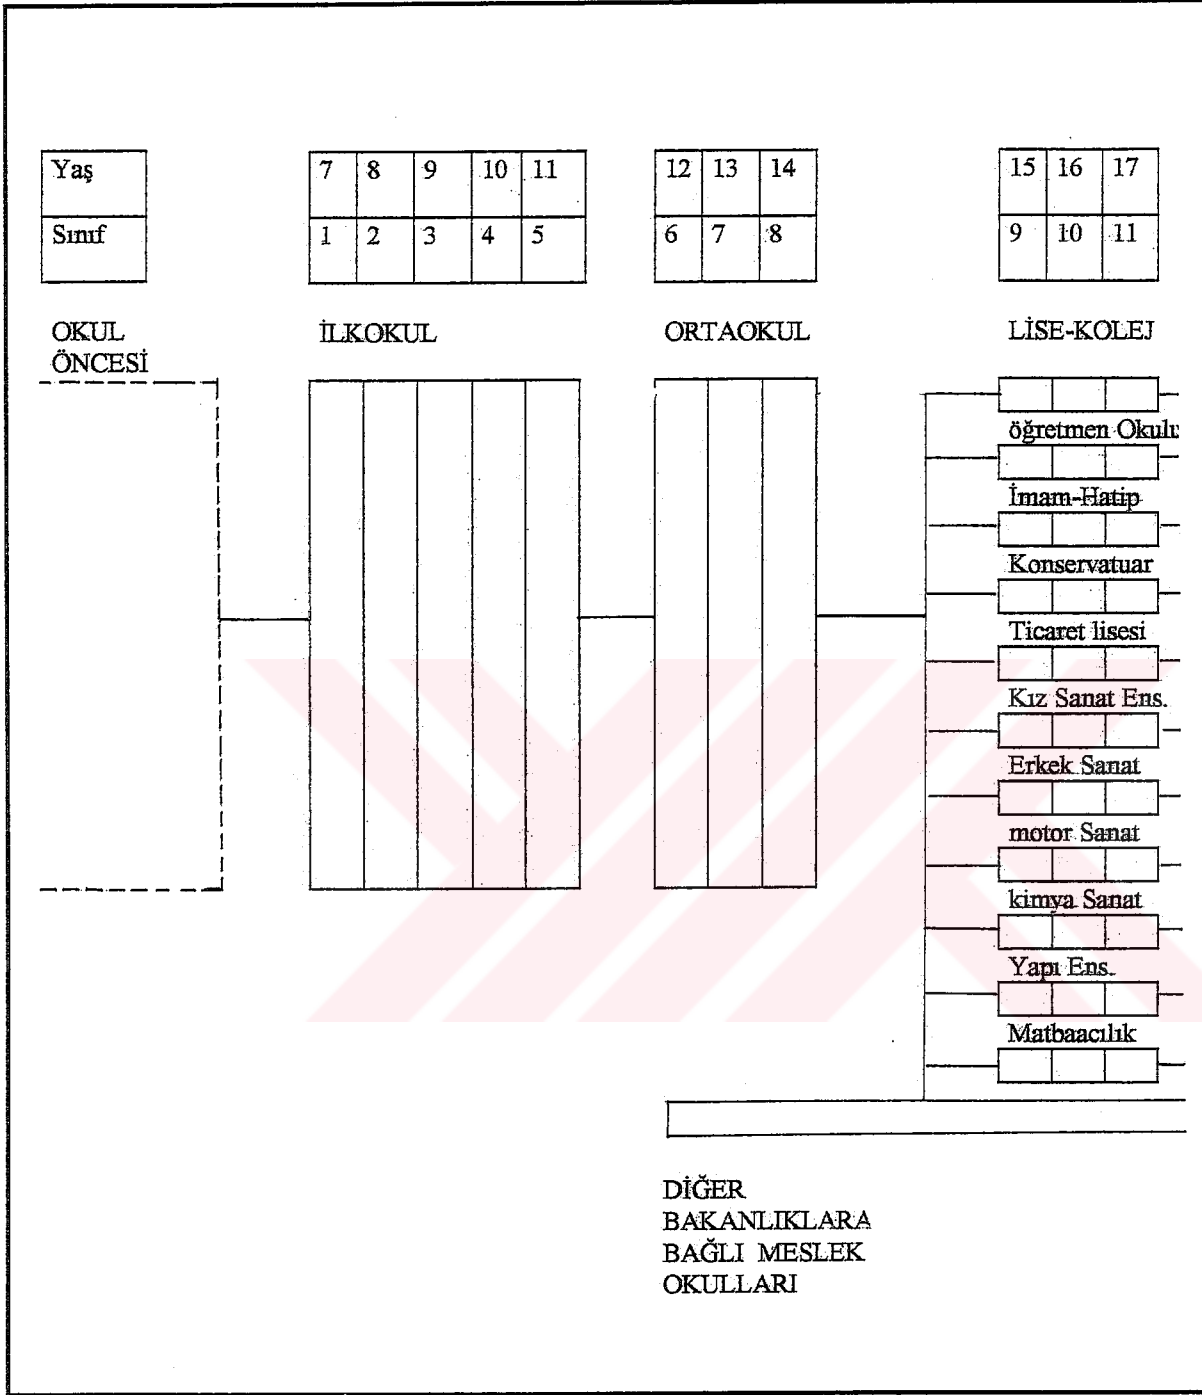 Yaş 7 8 9 10 11 12 13 14 15 16 17
Sınıf 1 2 3 4 5 6 7 8 9 10 11
OKUL ÖNCESİ
İLKOKUL
ORTAOKUL
LİSE-KOLEJ
öğretmen Okulu
İmam-Hatip
Konservatuar
Ticaret lisesi
Kız Sanat Ens.
Erkek Sanat
motor Sanat
kimya Sanat
Yapı Ens.
Matbaacılık
DİĞER
BAKANLIKLARA
BAĞLI MESLEK
OKULLARI